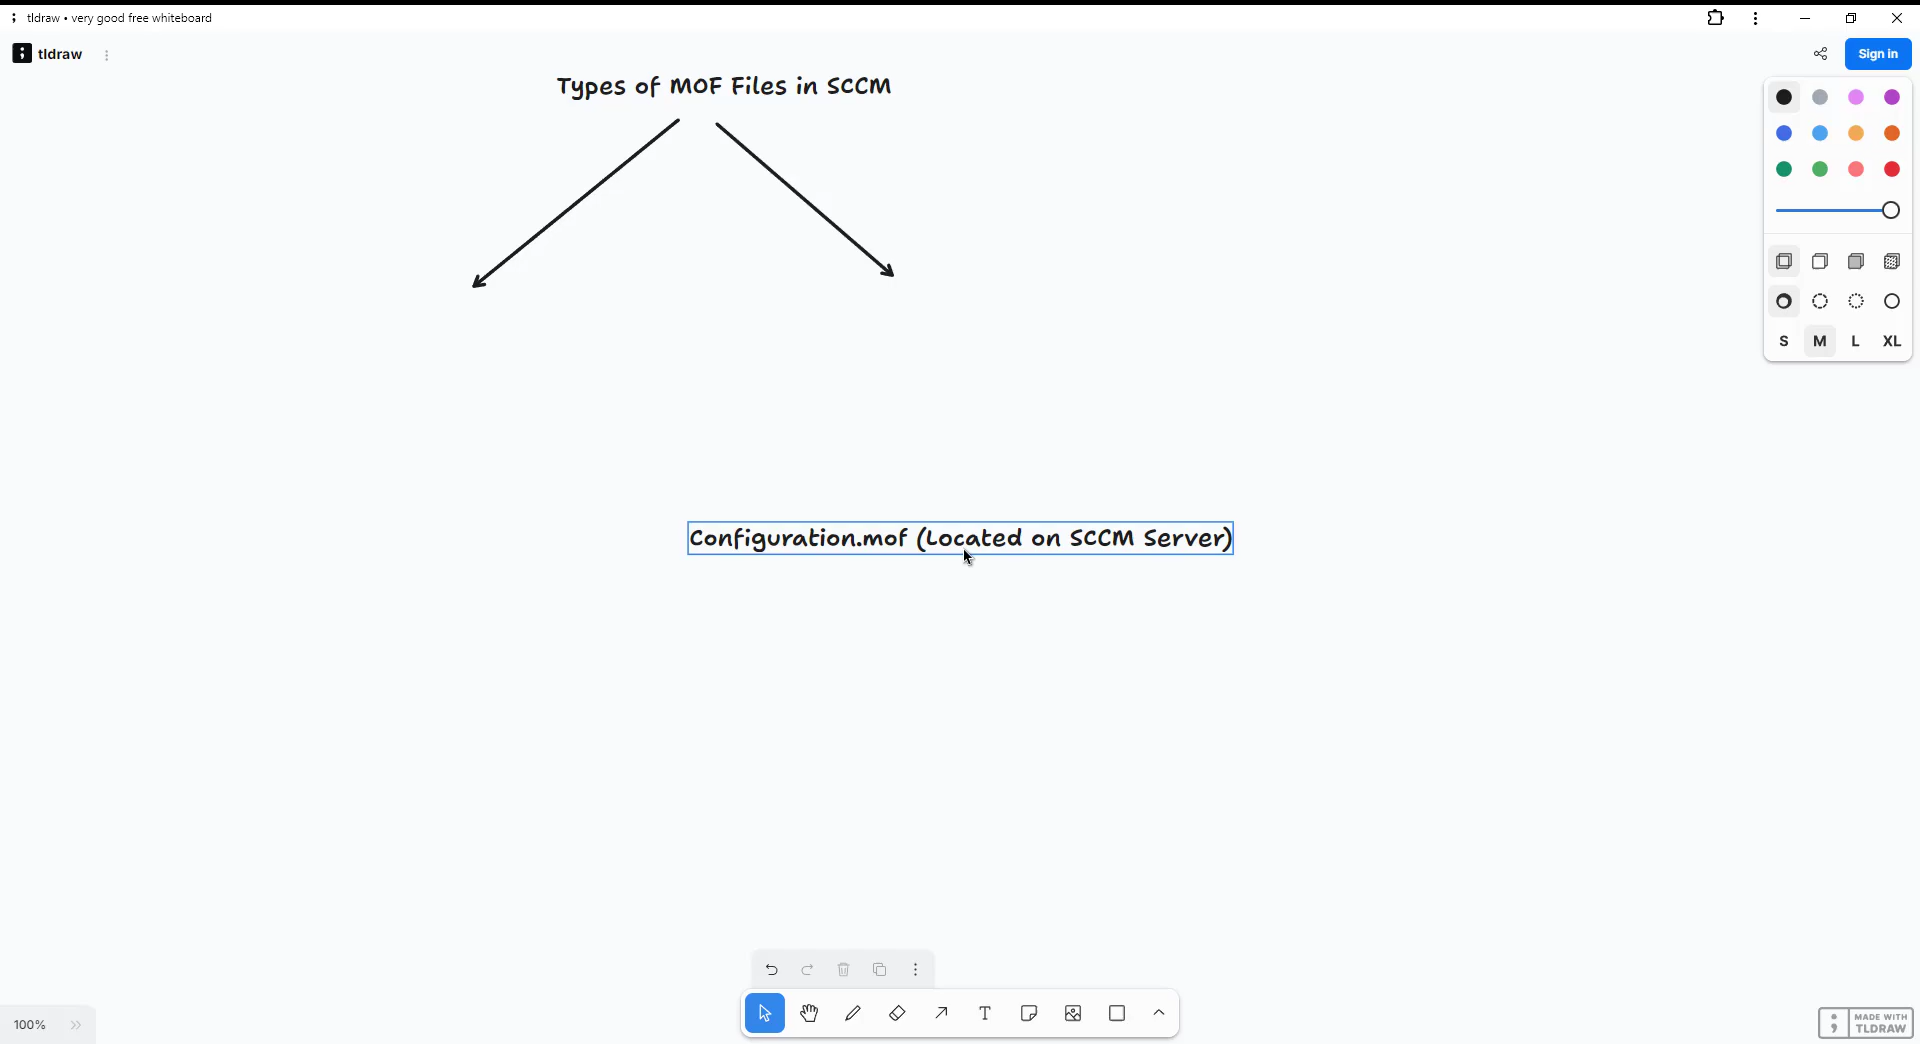 tldraw • very good free whiteboard
tldraw
Sign in
Types of MOF Files in SCCM
S M L XL
Configuration.mof (Located on SCCM Server)
100%
MADE WITH
TLDRAW